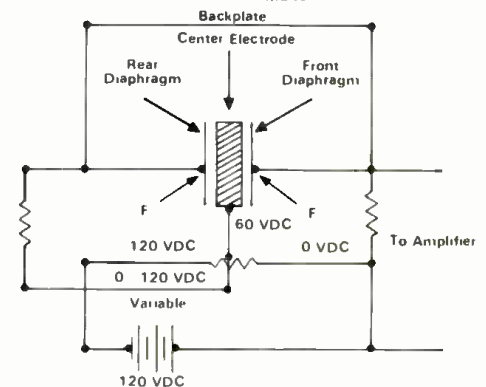 Backplate
Center Electrode
Rear
Diaphragm
Front
Diaphragm
F
F
60 VDC
120 VDC
0 VDC
To Amplifier
0 120 VDC
Variable
120 VDC